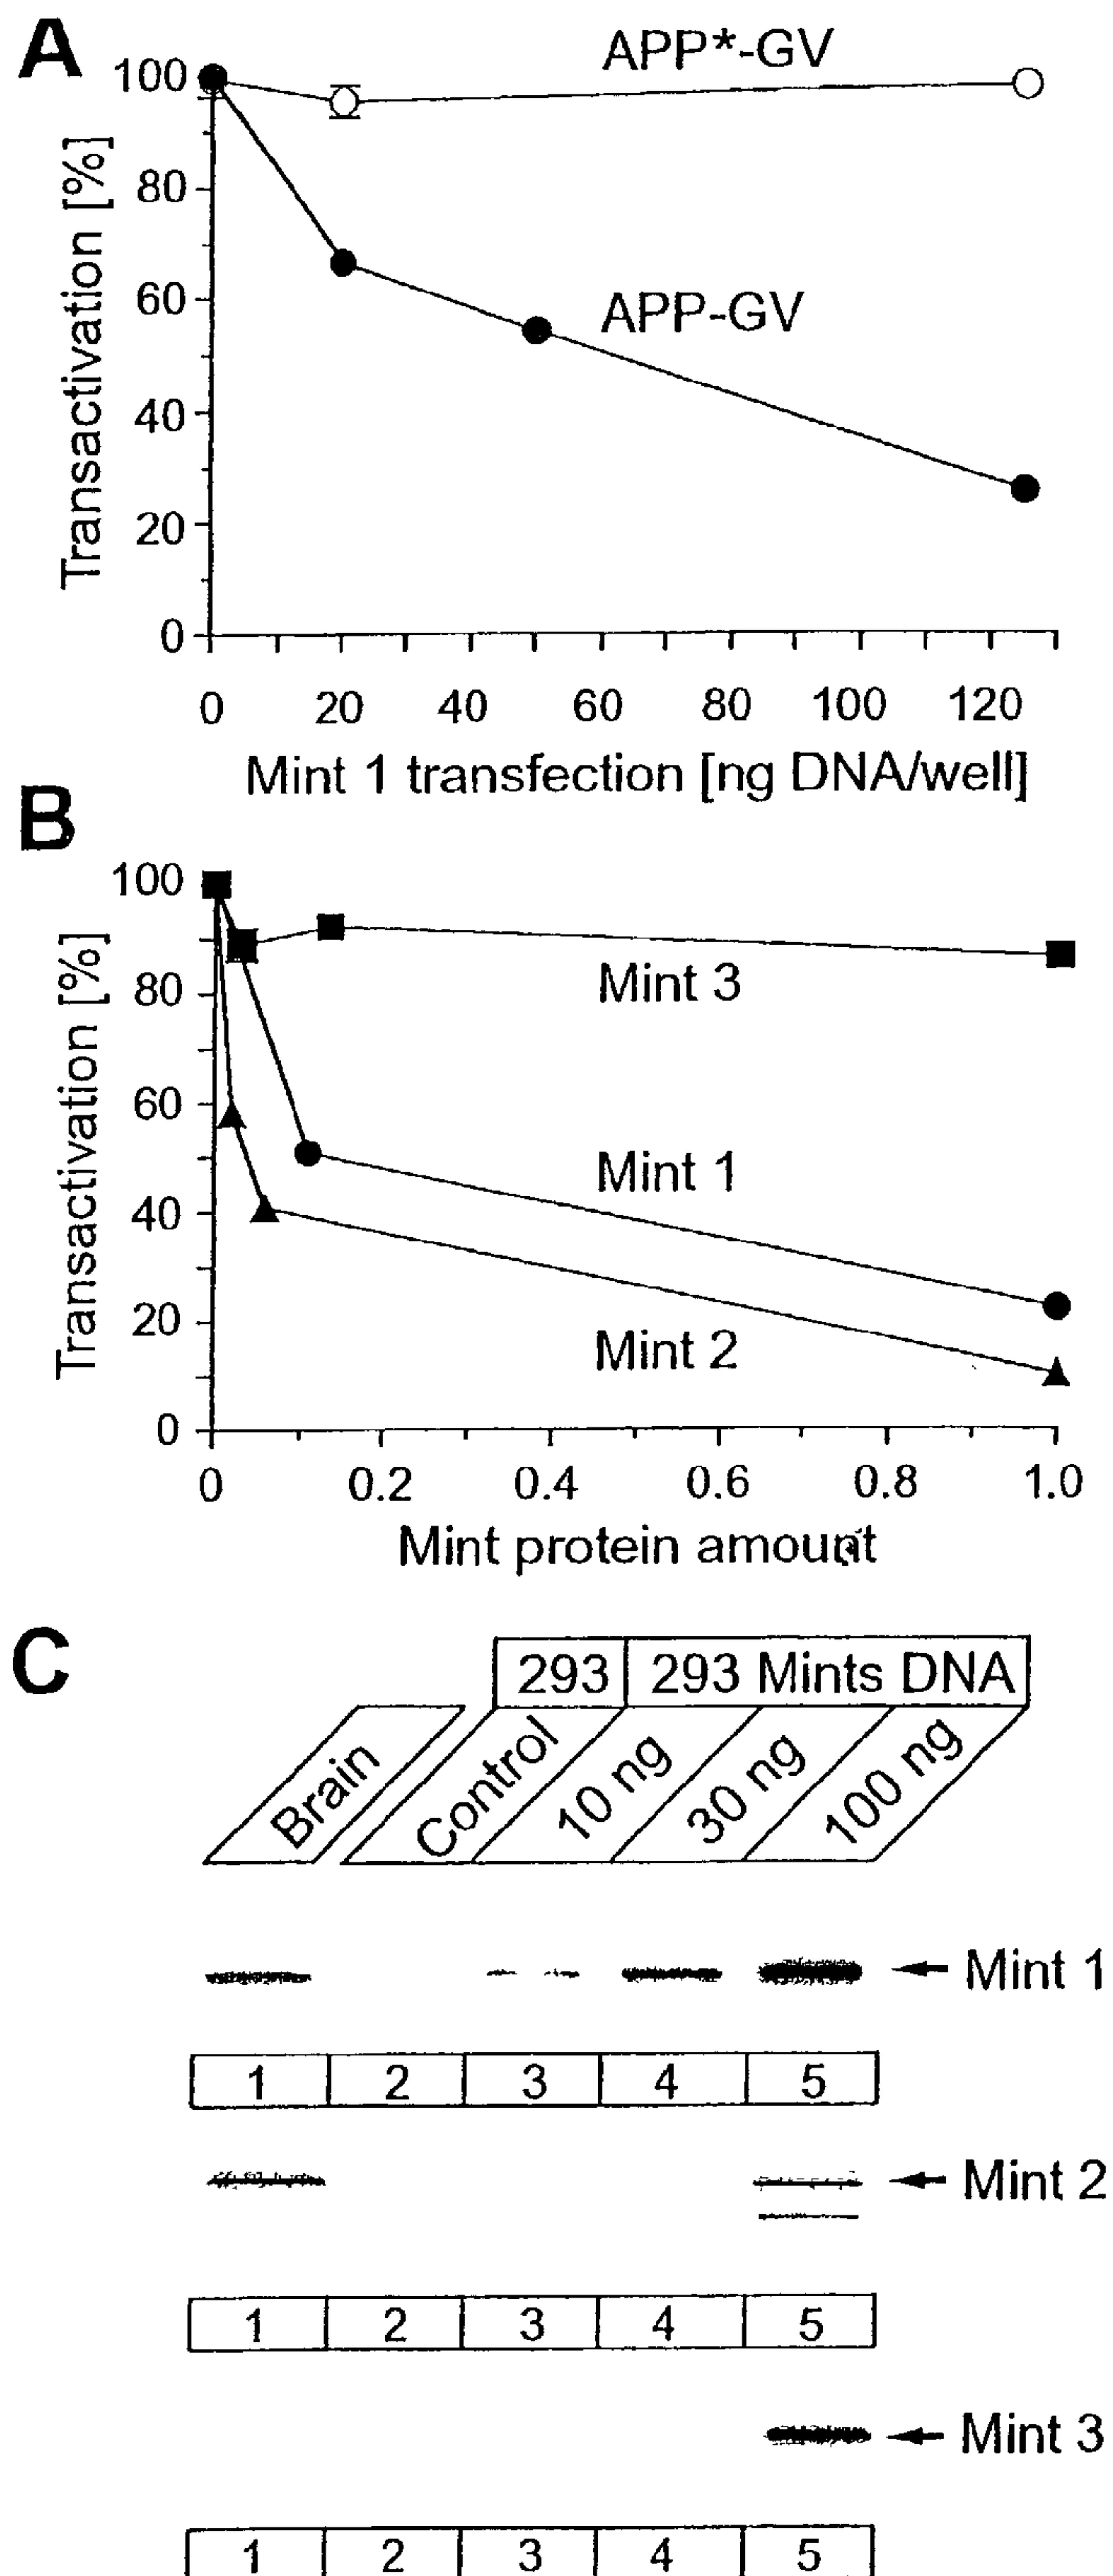 A
APP*-GV
100
80
60
40
20
0
Transactivation [%]
APP-GV
0 20 40 60 80 100 120
Mint 1 transfection [ng DNA/well]
B
100
80
60
40
20
0
Transactivation [%]
Mint 3
Mint 1
Mint 2
0 0.2 0.4 0.6 0.8 1.0
Mint protein amount
C
293 293 Mints DNA
Brain Control 10 ng 30 ng 100 ng
Mint 1
1 2 3 4 5
Mint 2
1 2 3 4 5
Mint 3
1 2 3 4 5